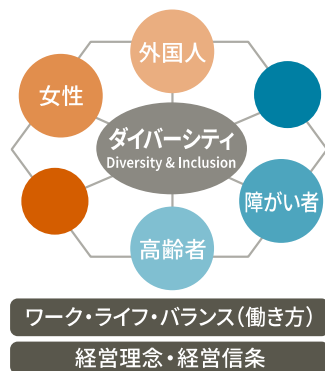 外国人
女性
ダイバーシティ
Diversity & Inclusion
障がい者
高齢者
ワーク・ライフ・バランス(働き方)
経営理念・経営信条